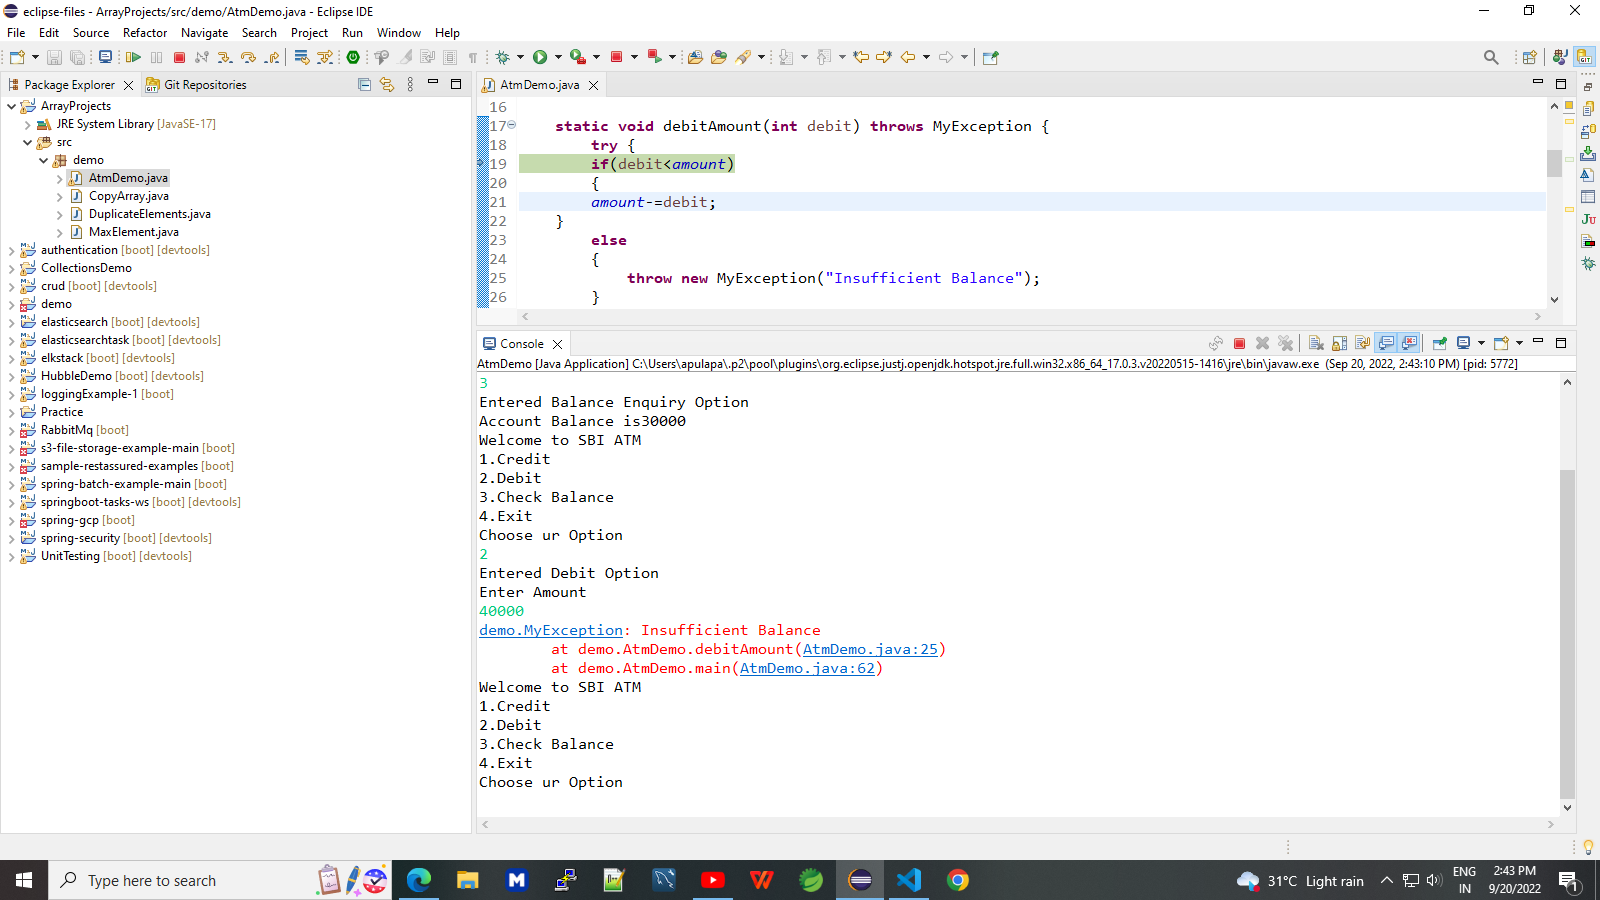 eclipse-files - ArrayProjects/src/demo/AtmDemo.java - Eclipse IDE
File Edit Source Refactor Navigate Search Project Run Window Help
Package Explorer
Git Repositories
ArrayProjects
JRE System Library [JavaSE-17]
src
demo
AtmDemo.java
CopyArray.java
DuplicateElements.java
MaxElement.java
authentication [boot] [devtools]
CollectionsDemo
crud [boot] [devtools]
demo
elasticsearch [boot] [devtools]
elasticsearchtask [boot] [devtools]
elkstack [boot] [devtools]
HubbleDemo [boot] [devtools]
loggingExample-1 [boot]
Practice
RabbitMq [boot]
s3-file-storage-example-main [boot]
sample-restassured-examples [boot]
spring-batch-example-main [boot]
springboot-tasks-ws [boot] [devtools]
spring-gcp [boot]
spring-security [boot] [devtools]
UnitTesting [boot] [devtools]
AtmDemo.java
16
17 static void debitAmount(int debit) throws MyException {
18 try {
19 if(debit<amount)
20 {
21 amount-=debit;
22 }
23 else
24 {
25 throw new MyException("Insufficient Balance");
26 }
Console
AtmDemo [Java Application] C:\Users\apulapa\.p2\pool\plugins\org.eclipse.justj.openjdk.hotspot.jre.full.win32.x86_64_17.0.3.v20220515-1416\jre\bin\javaw.exe (Sep 20, 2022, 2:43:10 PM) [pid: 5772]
3
Entered Balance Enquiry Option
Account Balance is30000
Welcome to SBI ATM
1.Credit
2.Debit
3.Check Balance
4.Exit
Choose ur Option
2
Entered Debit Option
Enter Amount
40000
demo.MyException: Insufficient Balance
at demo.AtmDemo.debitAmount(AtmDemo.java:25)
at demo.AtmDemo.main(AtmDemo.java:62)
Welcome to SBI ATM
1.Credit
2.Debit
3.Check Balance
4.Exit
Choose ur Option
Type here to search
31°C Light rain
ENG
IN
2:43 PM
9/20/2022
1